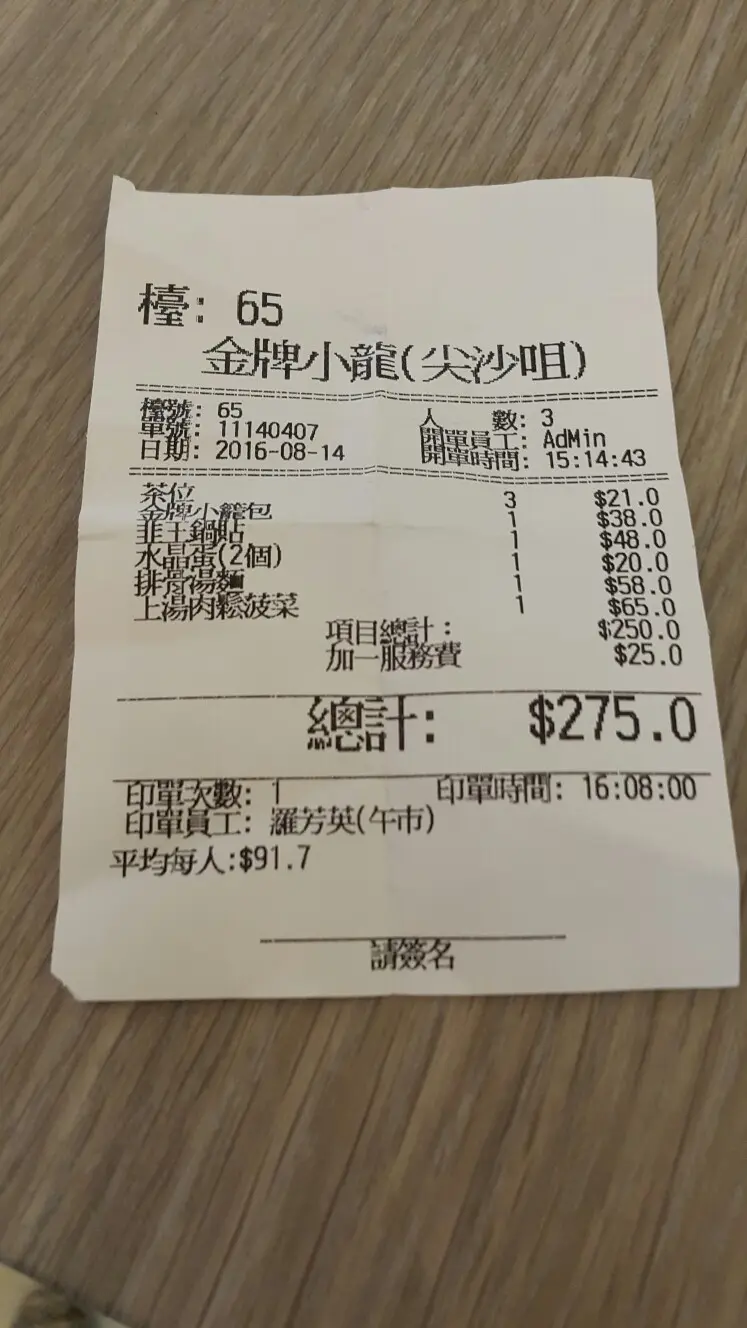 檯: 65
金牌小龍(尖沙咀)
檯號: 65
人 數: 3
單號: 11140407
開單員工: AdMin
日期: 2016-08-14
開單時間: 15:14:43
茶位 3 $21.0
金牌小籠包 1 $38.0
韮王鍋貼 1 $48.0
水晶蛋(2個) 1 $20.0
排骨湯麵 1 $58.0
上湯肉鬆菠菜 1 $65.0
項目總計: $250.0
加一服務費 $25.0
總計: $275.0
印單次數: 1
印單時間: 16:08:00
印單員工: 羅芳英(午市)
平均每人:$91.7
請簽名